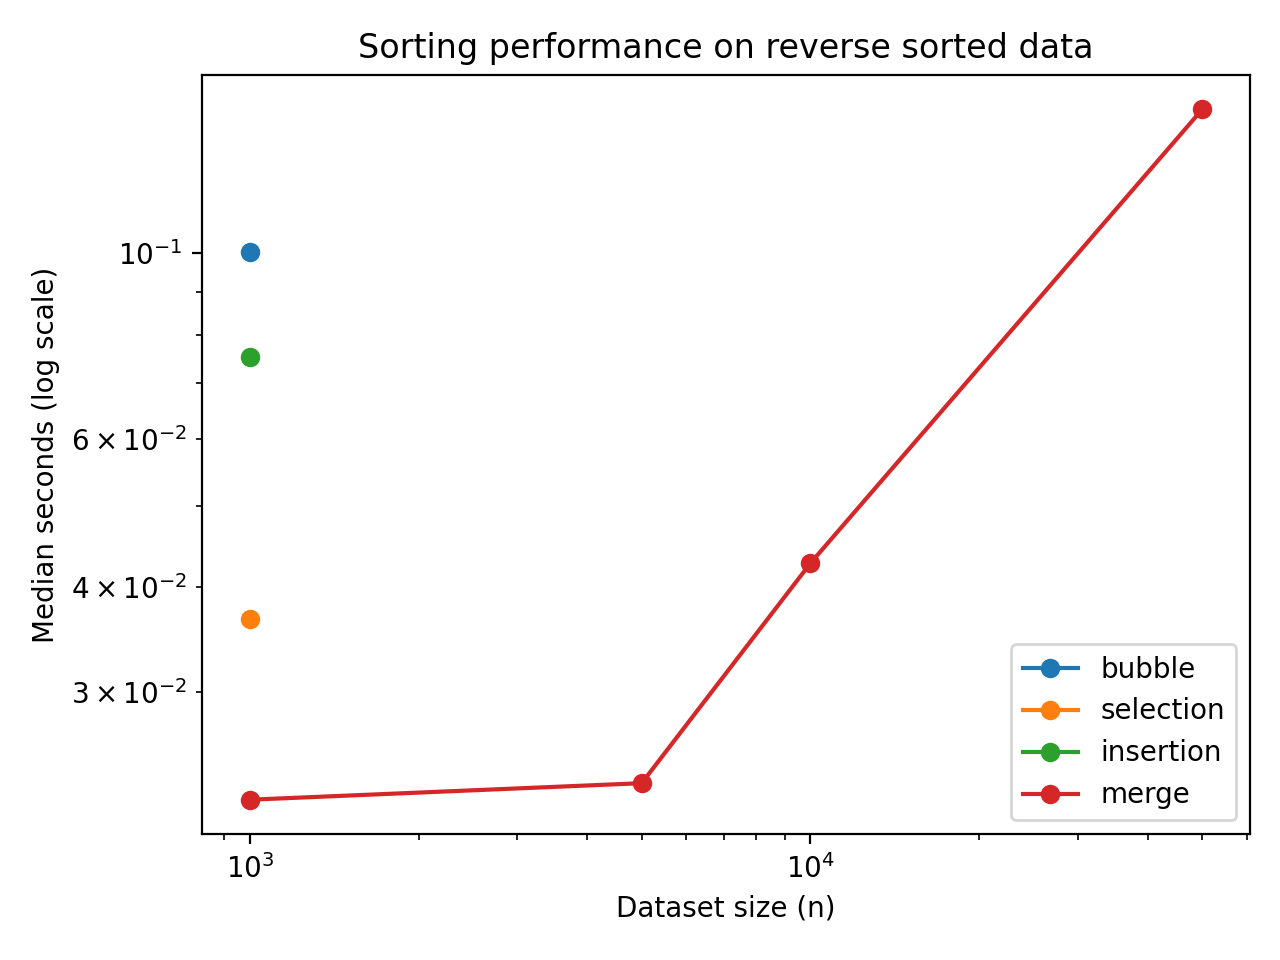 Sorting performance on reverse sorted data
Median seconds (log scale)
10⁻¹
6 × 10⁻²
4 × 10⁻²
3 × 10⁻²
bubble
selection
insertion
merge
10³ 10⁴
Dataset size (n)